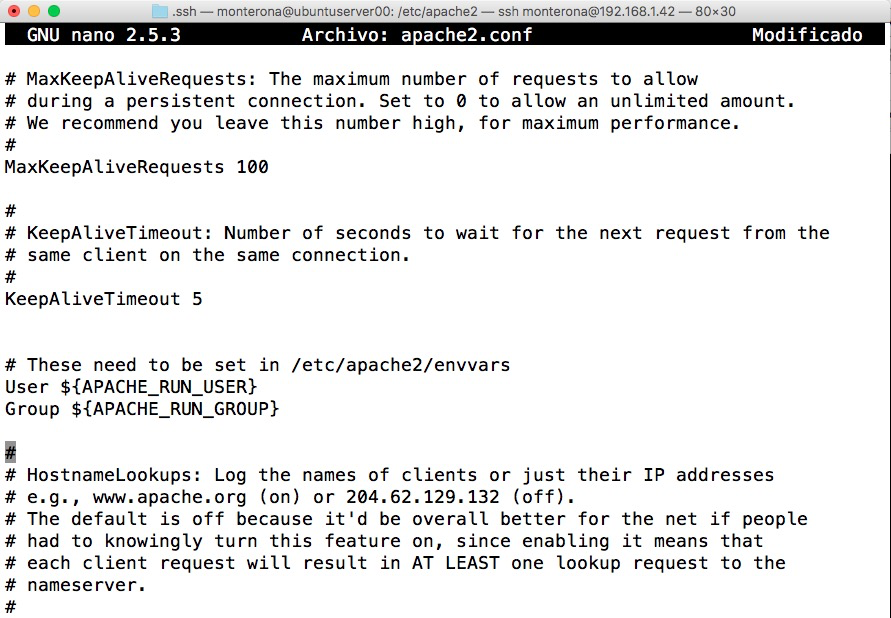 .ssh — monterona@ubuntuserver00: /etc/apache2 — ssh monterona@192.168.1.42 — 80×30
GNU nano 2.5.3 Archivo: apache2.conf Modificado
# MaxKeepAliveRequests: The maximum number of requests to allow
# during a persistent connection. Set to 0 to allow an unlimited amount.
# We recommend you leave this number high, for maximum performance.
#
MaxKeepAliveRequests 100
#
# KeepAliveTimeout: Number of seconds to wait for the next request from the
# same client on the same connection.
#
KeepAliveTimeout 5
# These need to be set in /etc/apache2/envvars
User ${APACHE_RUN_USER}
Group ${APACHE_RUN_GROUP}
#
# HostnameLookups: Log the names of clients or just their IP addresses
# e.g., www.apache.org (on) or 204.62.129.132 (off).
# The default is off because it'd be overall better for the net if people
# had to knowingly turn this feature on, since enabling it means that
# each client request will result in AT LEAST one lookup request to the
# nameserver.
#